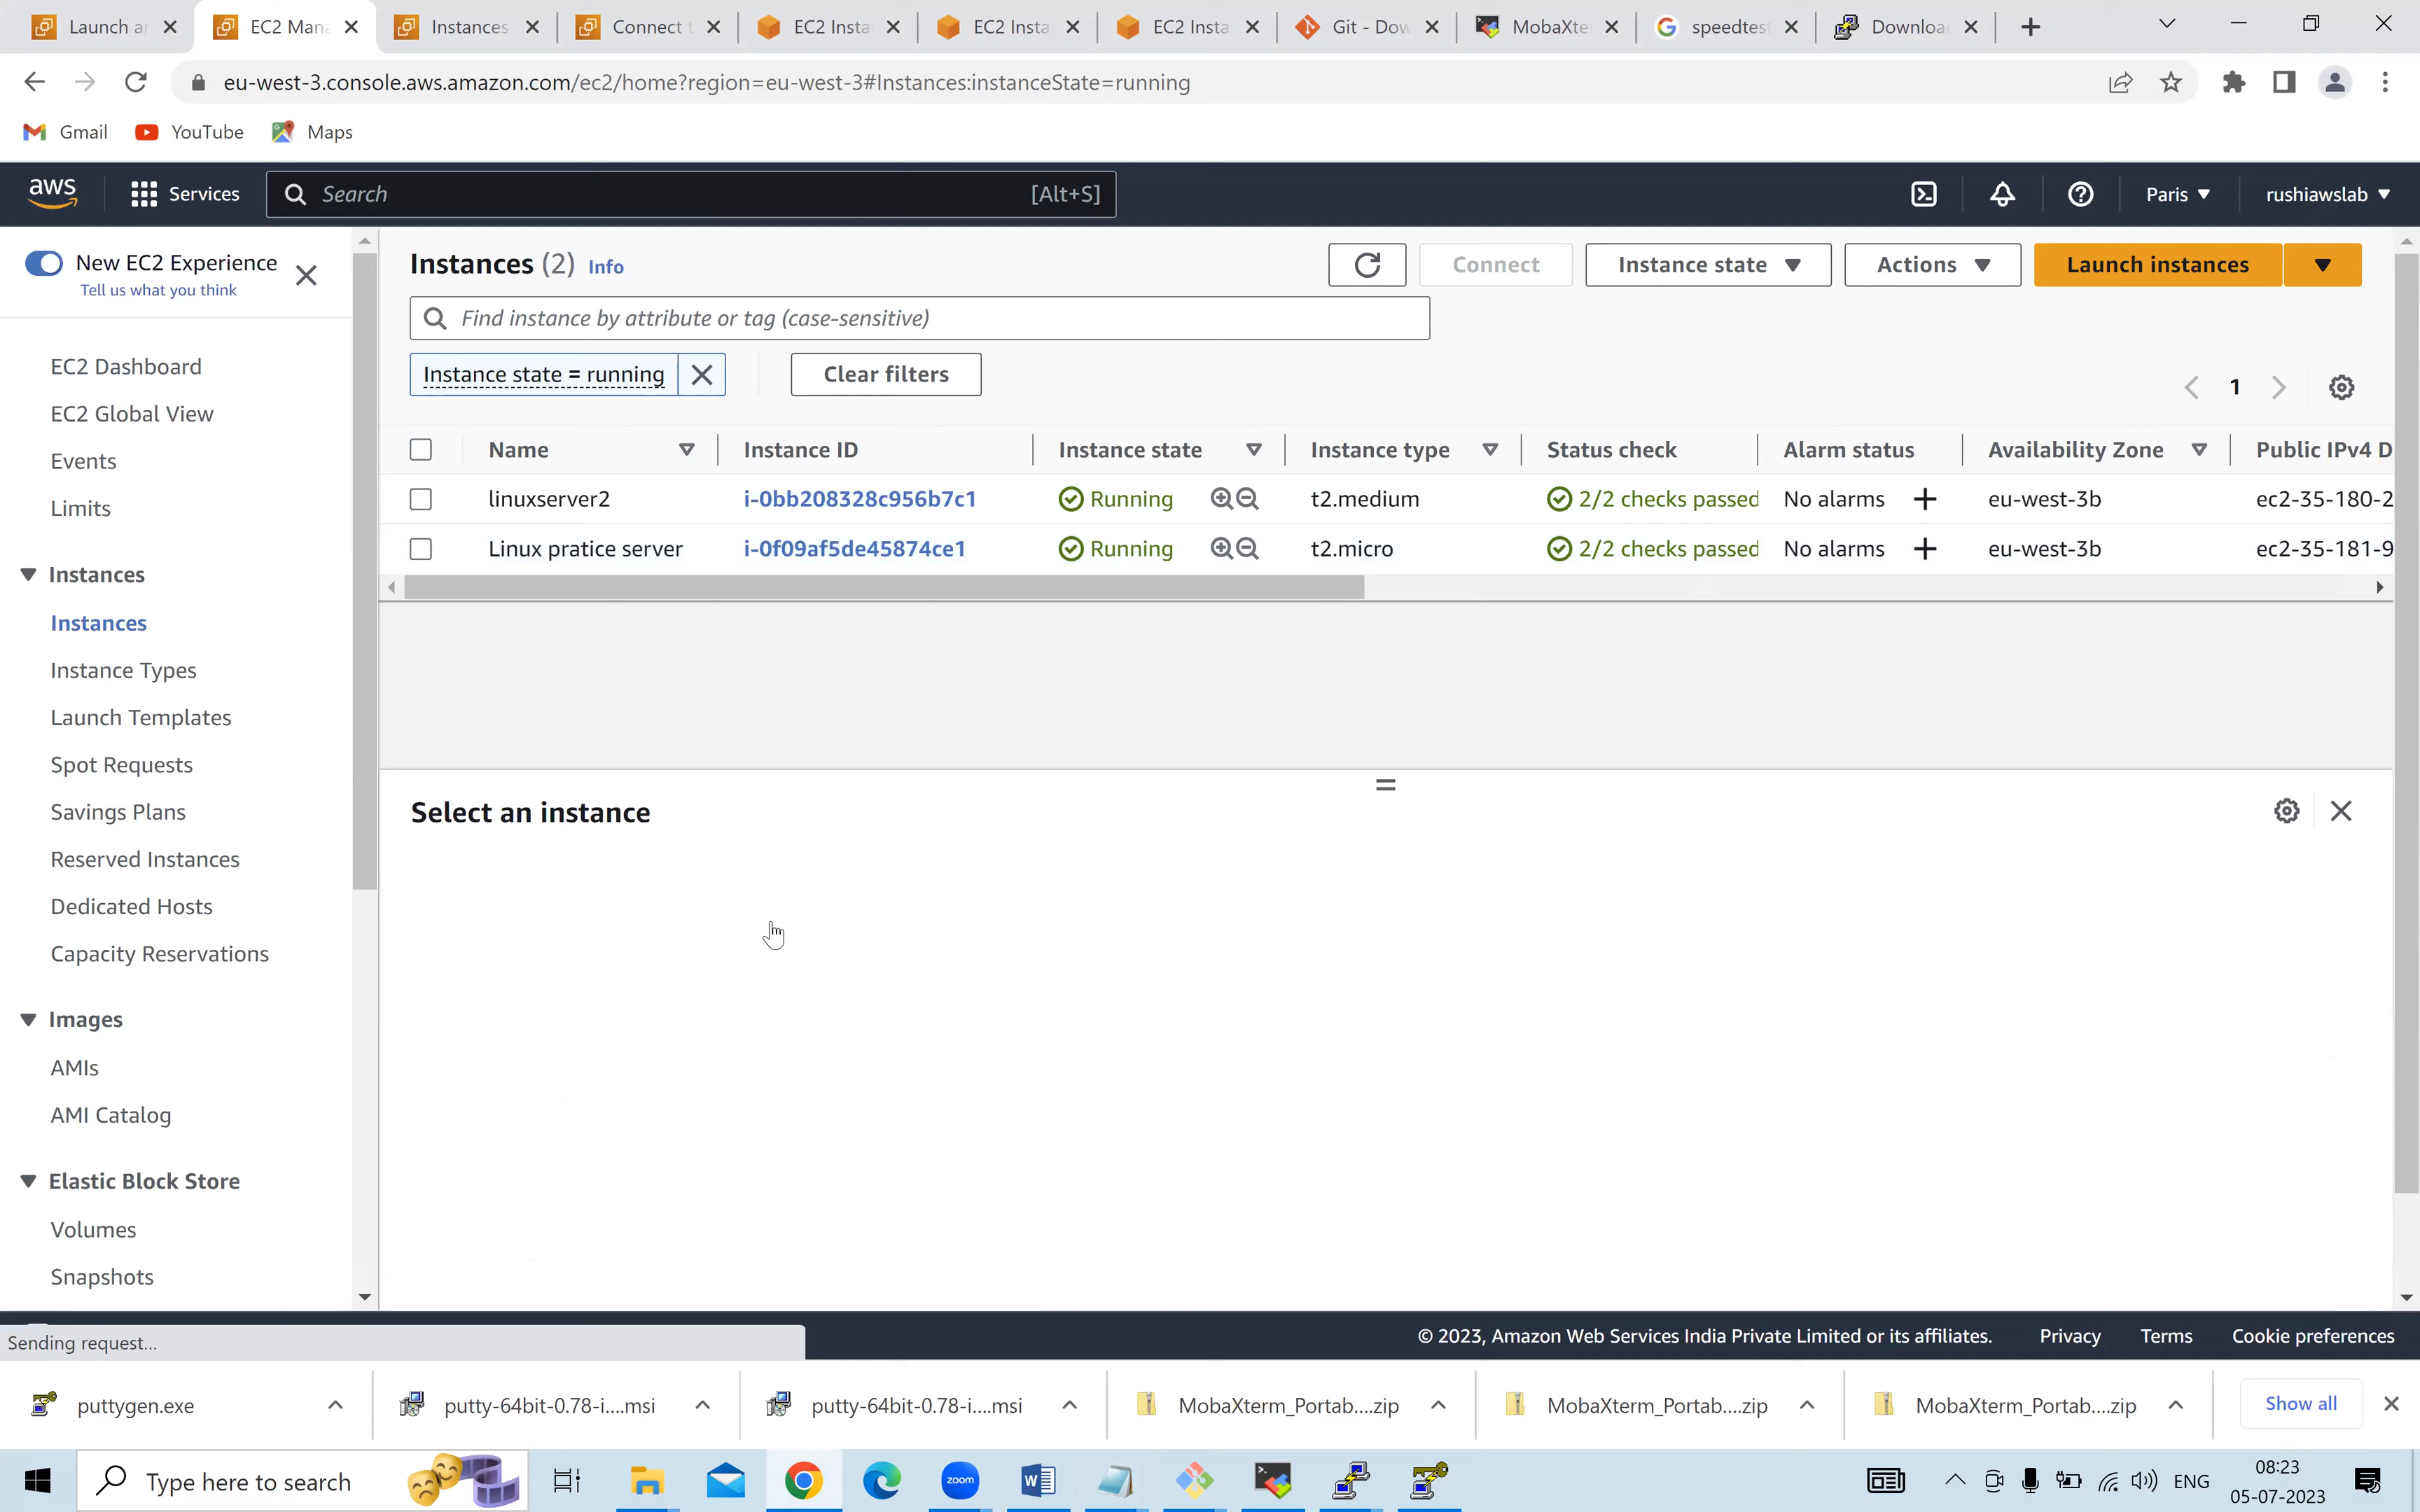 Launch an
EC2 Mana
Instances
Connect t
EC2 Insta
EC2 Insta
EC2 Insta
Git - Dow
MobaXte
speedtest
Downloa
eu-west-3.console.aws.amazon.com/ec2/home?region=eu-west-3#Instances:instanceState=running
Gmail
YouTube
Maps
aws
Services
Search
[Alt+S]
Paris
rushiawslab
New EC2 Experience
Tell us what you think
EC2 Dashboard
EC2 Global View
Events
Limits
Instances
Instances
Instance Types
Launch Templates
Spot Requests
Savings Plans
Reserved Instances
Dedicated Hosts
Capacity Reservations
Images
AMIs
AMI Catalog
Elastic Block Store
Volumes
Snapshots
Instances (2) Info
Connect
Instance state
Actions
Launch instances
Find instance by attribute or tag (case-sensitive)
Instance state = running
Clear filters
1
Name Instance ID Instance state Instance type Status check Alarm status Availability Zone Public IPv4 D
linuxserver2 i-0bb208328c956b7c1 Running t2.medium 2/2 checks passed No alarms + eu-west-3b ec2-35-180-2
Linux pratice server i-0f09af5de45874ce1 Running t2.micro 2/2 checks passed No alarms + eu-west-3b ec2-35-181-9
Select an instance
Sending request...
© 2023, Amazon Web Services India Private Limited or its affiliates.
Privacy
Terms
Cookie preferences
puttygen.exe
putty-64bit-0.78-i....msi
putty-64bit-0.78-i....msi
MobaXterm_Portab....zip
MobaXterm_Portab....zip
MobaXterm_Portab....zip
Show all
Type here to search
zoom
ENG
08:23
05-07-2023